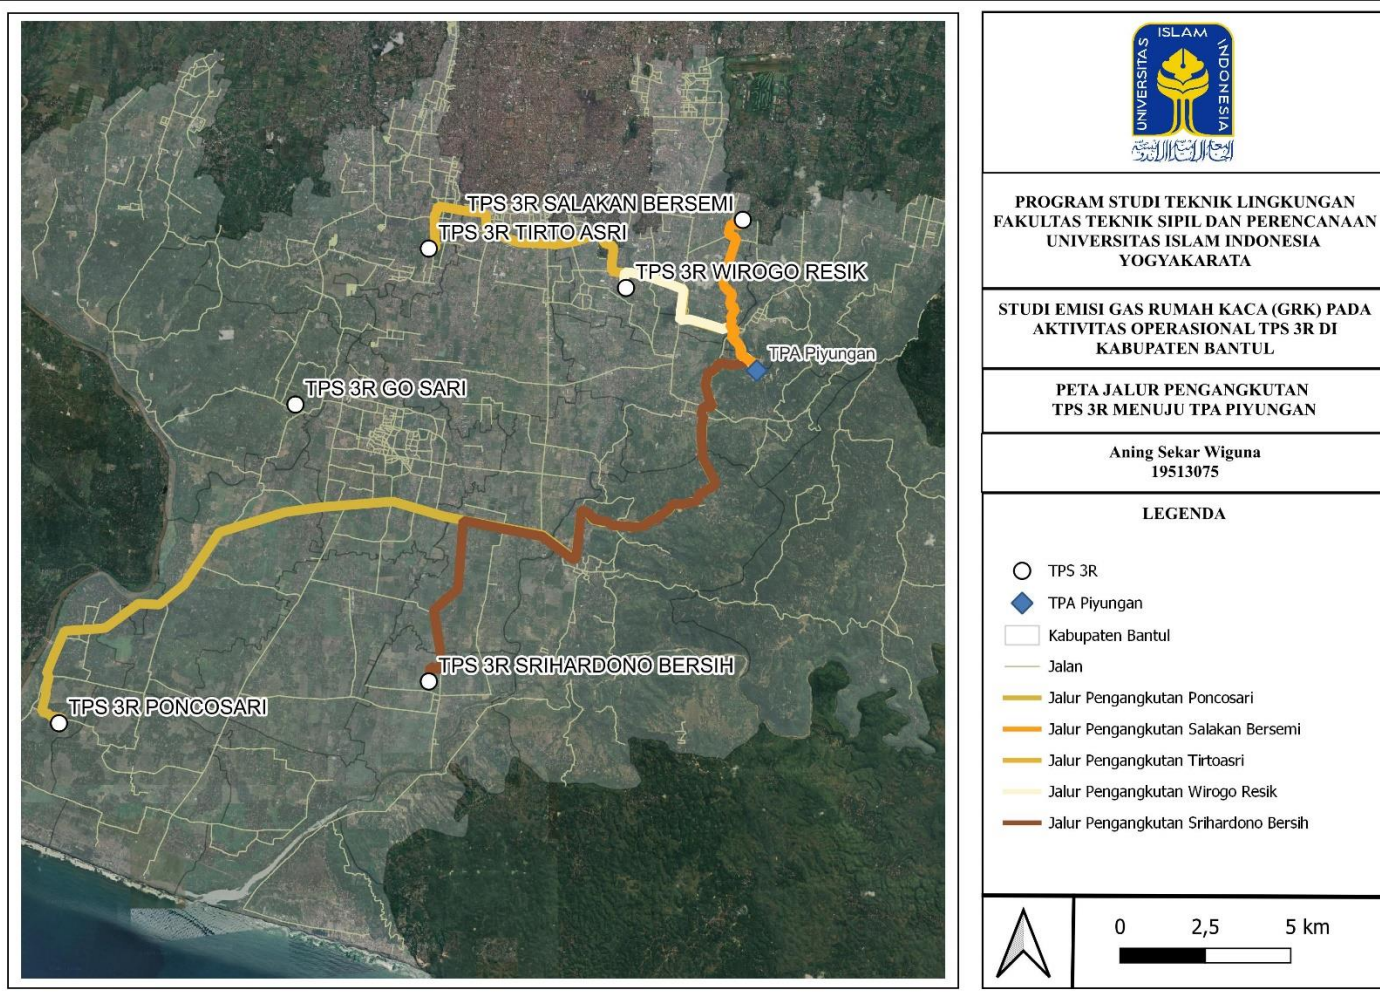 TPS 3R SALAKAN BERSEMI
TPS 3R TIRTO ASRI
TPS 3R WIROGO RESIK
TPA Piyungan
TPS 3R GO SARI
TPS 3R SRIHARDONO BERSIH
TPS 3R PONCOSARI
UNIVERSITAS ISLAM INDONESIA
PROGRAM STUDI TEKNIK LINGKUNGAN
FAKULTAS TEKNIK SIPIL DAN PERENCANAAN
UNIVERSITAS ISLAM INDONESIA
YOGYAKARATA
STUDI EMISI GAS RUMAH KACA (GRK) PADA
AKTIVITAS OPERASIONAL TPS 3R DI
KABUPATEN BANTUL
PETA JALUR PENGANGKUTAN
TPS 3R MENUJU TPA PIYUNGAN
Aning Sekar Wiguna
19513075
LEGENDA
TPS 3R
TPA Piyungan
Kabupaten Bantul
Jalan
Jalur Pengangkutan Poncosari
Jalur Pengangkutan Salakan Bersemi
Jalur Pengangkutan Tirtoasri
Jalur Pengangkutan Wirogo Resik
Jalur Pengangkutan Srihardono Bersih
0 2,5 5 km